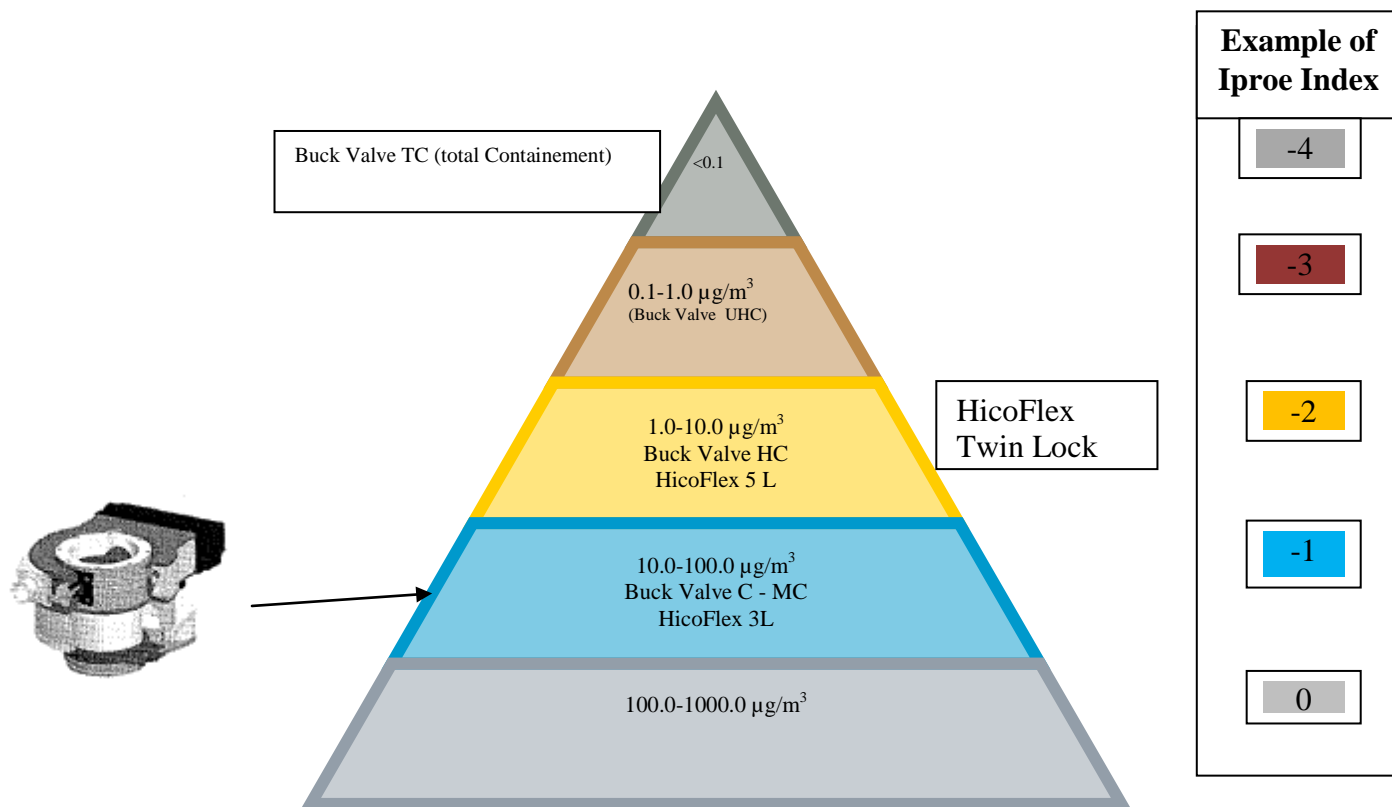 Example of
Iproe Index
Buck Valve TC (total Containement)
<0.1
-4
0.1-1.0 µg/m³
(Buck Valve UHC)
-3
1.0-10.0 µg/m³
Buck Valve HC
HicoFlex 5 L
HicoFlex
Twin Lock
-2
10.0-100.0 µg/m³
Buck Valve C - MC
HicoFlex 3L
-1
100.0-1000.0 µg/m³
0